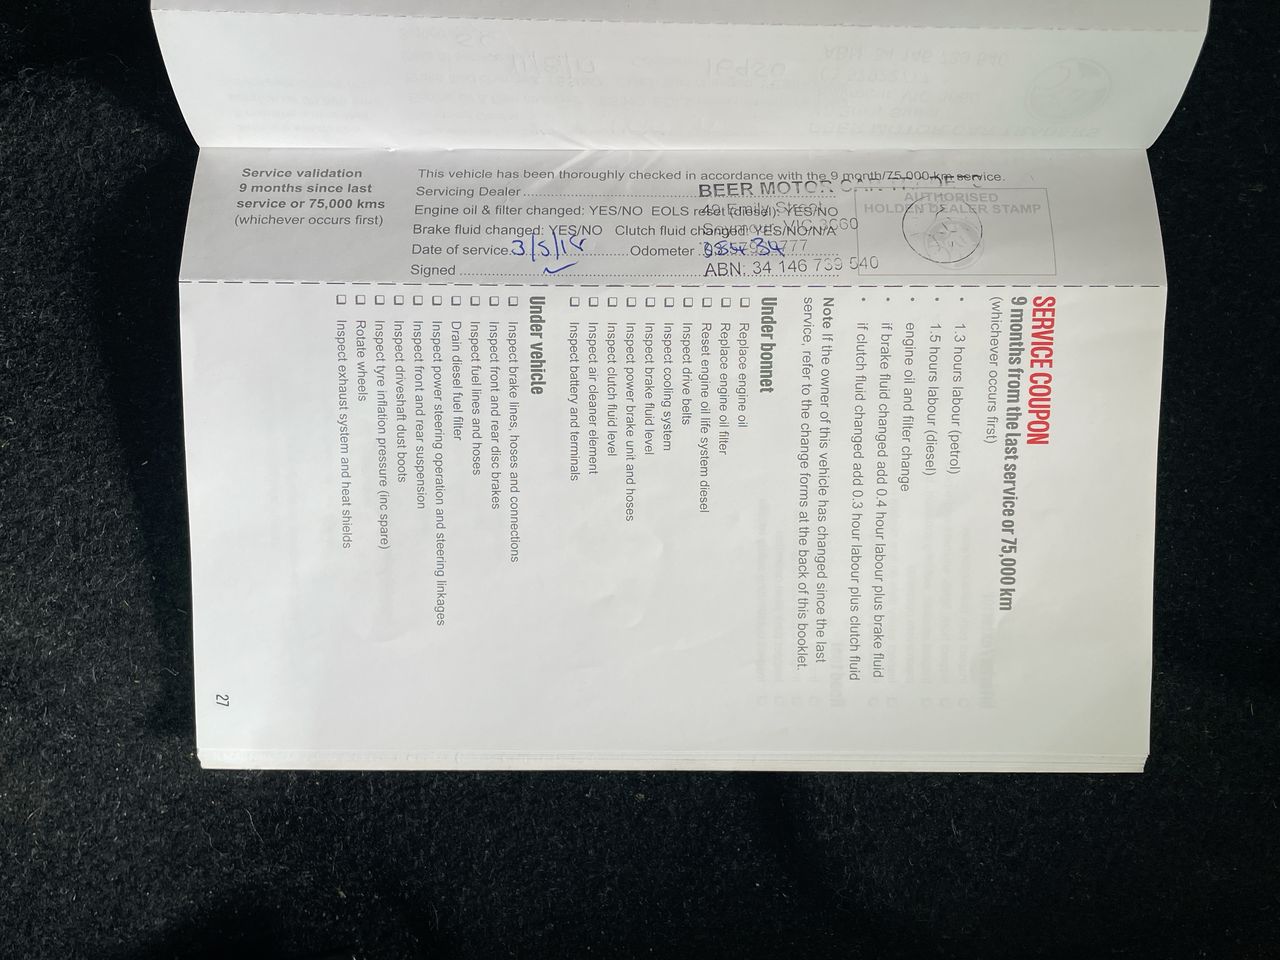 Service validation
9 months since last
service or 75,000 kms
(whichever occurs first)
This vehicle has been thoroughly checked in accordance with the 9 month/75,000 km service.
Servicing Dealer
BEER MOTOR
AUTHORISED
HOLDEN DEALER STAMP
Engine oil & filter changed: YES/NO EOLS reset (diesel): YES/NO
Brake fluid changed: YES/NO Clutch fluid changed: YES/NO/N/A
Date of service 3/5/18 Odometer
Signed
ABN: 34 146 739 540
SERVICE COUPON
9 months from the last service or 75,000 km
(whichever occurs first)
• 1.3 hours labour (petrol)
• 1.5 hours labour (diesel)
• engine oil and filter change
• if brake fluid changed add 0.4 hour labour plus brake fluid
• if clutch fluid changed add 0.3 hour labour plus clutch fluid
Note If the owner of this vehicle has changed since the last
service, refer to the change forms at the back of this booklet.
Under bonnet
❏ Replace engine oil
❏ Replace engine oil filter
❏ Reset engine oil life system diesel
❏ Inspect drive belts
❏ Inspect cooling system
❏ Inspect brake fluid level
❏ Inspect power brake unit and hoses
❏ Inspect clutch fluid level
❏ Inspect air cleaner element
❏ Inspect battery and terminals
Under vehicle
❏ Inspect brake lines, hoses and connections
❏ Inspect front and rear disc brakes
❏ Inspect fuel lines and hoses
❏ Drain diesel fuel filter
❏ Inspect power steering operation and steering linkages
❏ Inspect front and rear suspension
❏ Inspect driveshaft dust boots
❏ Inspect tyre inflation pressure (inc spare)
❏ Rotate wheels
❏ Inspect exhaust system and heat shields
27